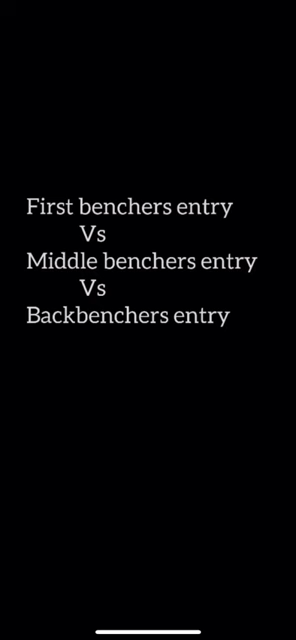 First benchers entry
Vs
Middle benchers entry
Vs
Backbenchers entry